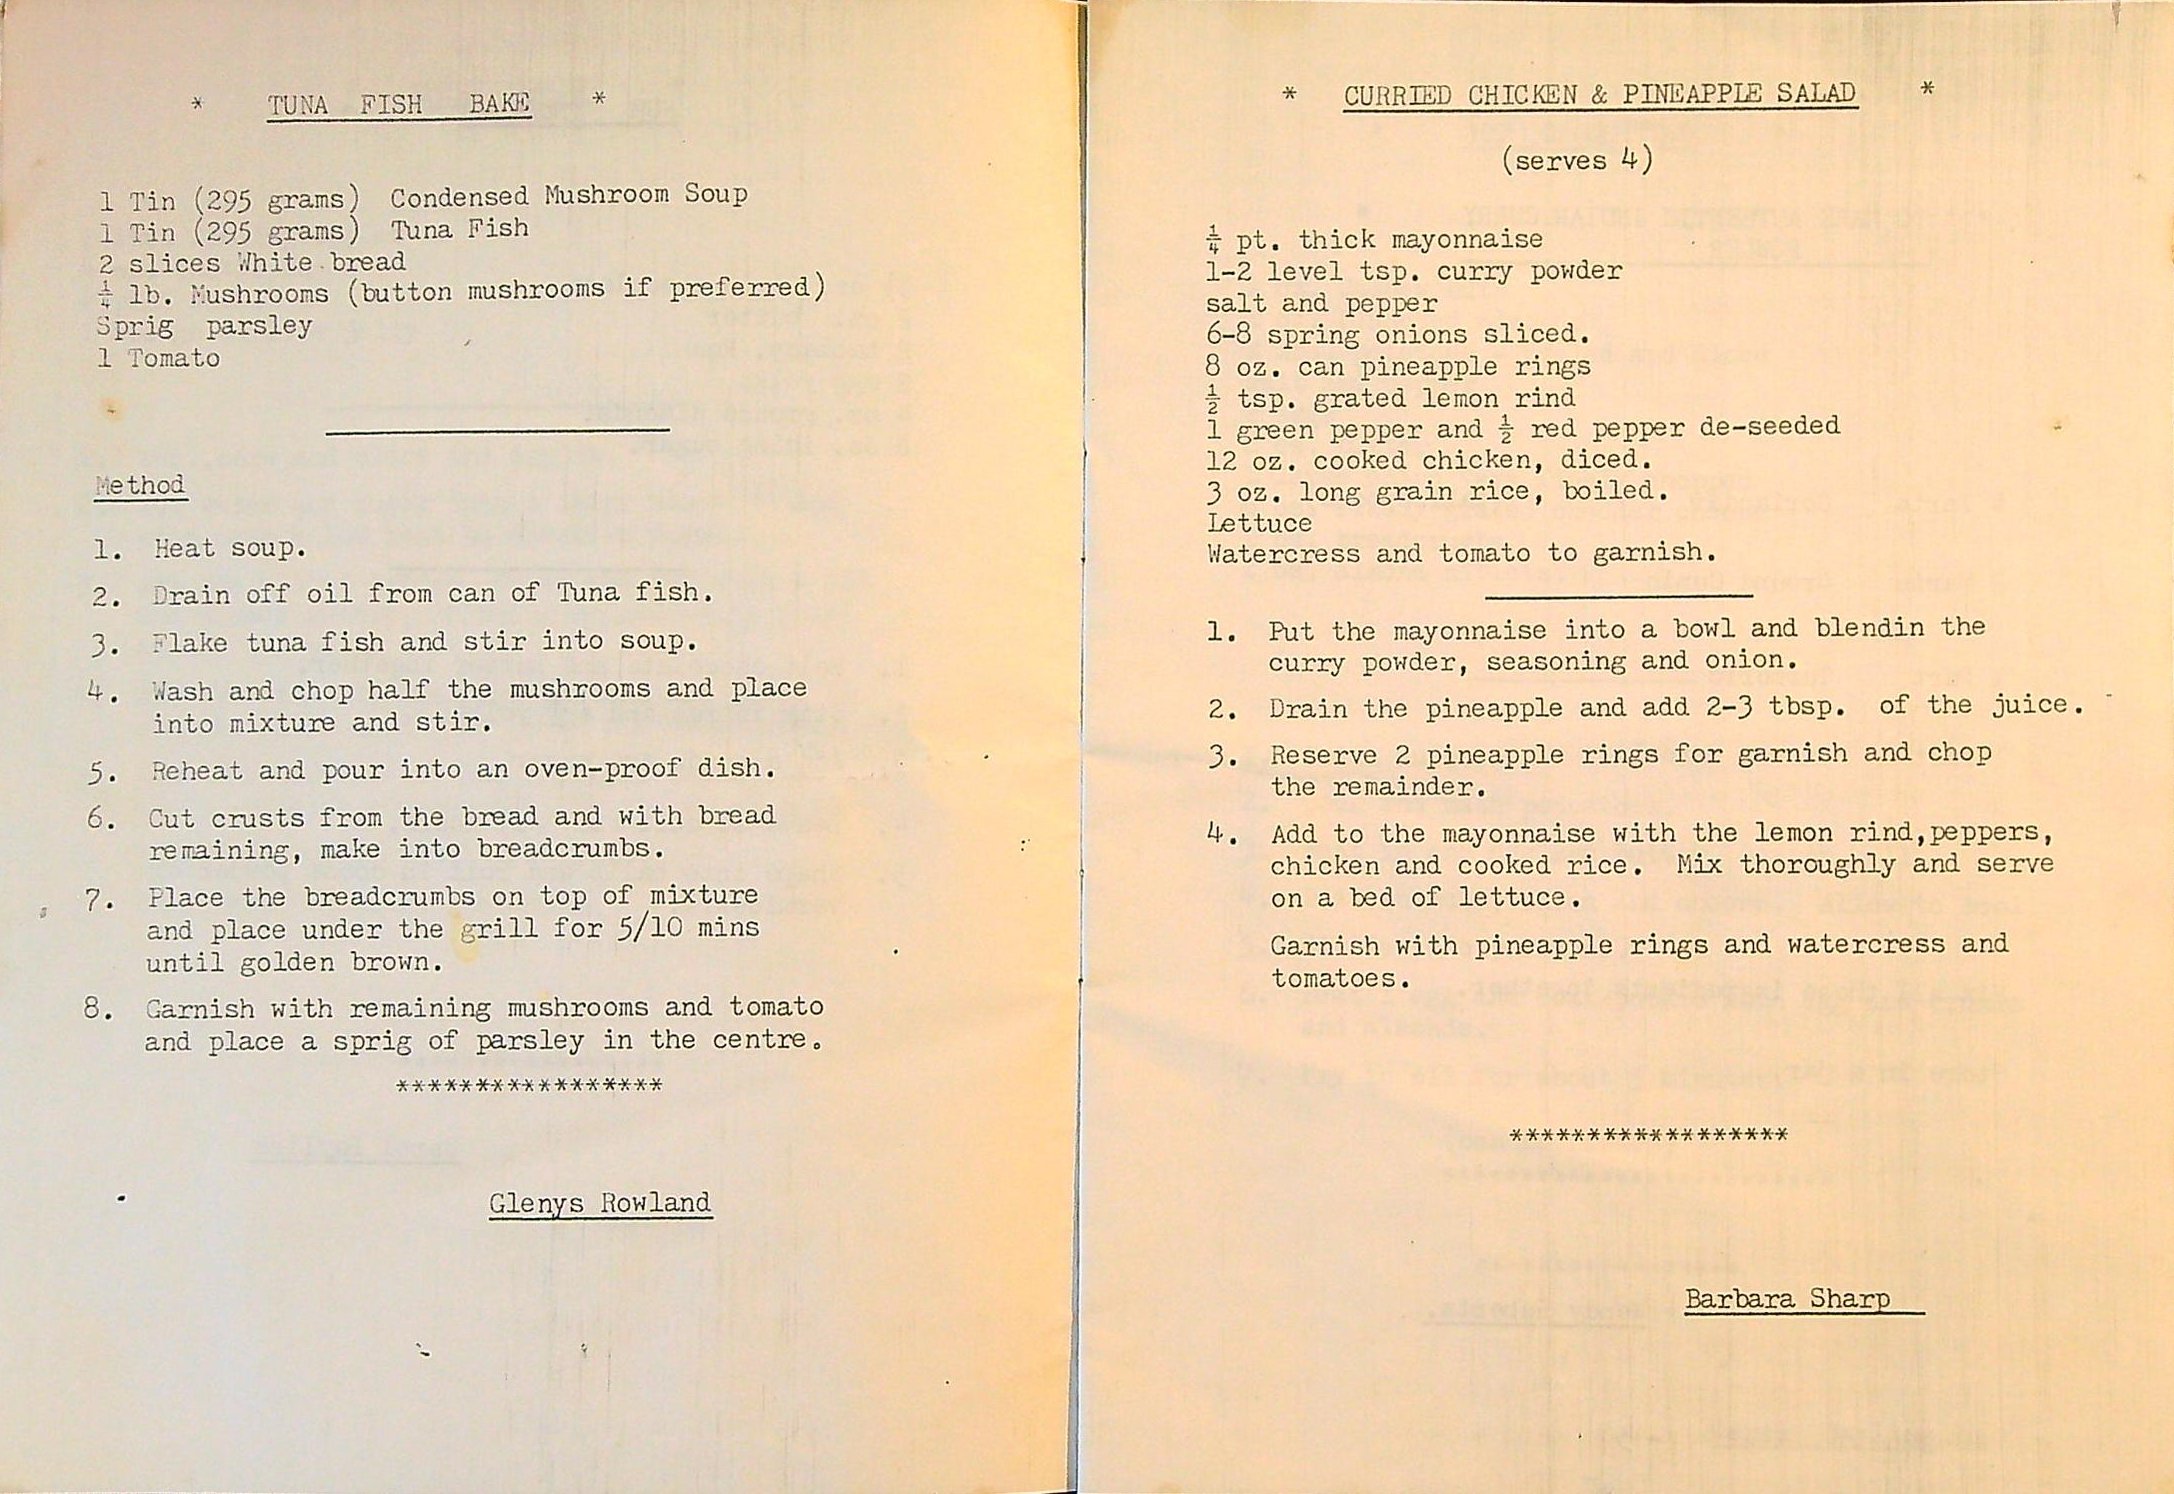 * TUNA FISH BAKE *
1 Tin (295 grams) Condensed Mushroom Soup
1 Tin (295 grams) Tuna Fish
2 slices White bread
¼ lb. Mushrooms (button mushrooms if preferred)
Sprig parsley
1 Tomato
Method
1. Heat soup.
2. Drain off oil from can of Tuna fish.
3. Flake tuna fish and stir into soup.
4. Wash and chop half the mushrooms and place
into mixture and stir.
5. Reheat and pour into an oven-proof dish.
6. Cut crusts from the bread and with bread
remaining, make into breadcrumbs.
7. Place the breadcrumbs on top of mixture
and place under the grill for 5/10 mins
until golden brown.
8. Garnish with remaining mushrooms and tomato
and place a sprig of parsley in the centre.
*****************
Glenys Rowland
* CURRIED CHICKEN & PINEAPPLE SALAD *
(serves 4)
¼ pt. thick mayonnaise
1-2 level tsp. curry powder
salt and pepper
6-8 spring onions sliced.
8 oz. can pineapple rings
½ tsp. grated lemon rind
1 green pepper and ½ red pepper de-seeded
12 oz. cooked chicken, diced.
3 oz. long grain rice, boiled.
Lettuce
Watercress and tomato to garnish.
1. Put the mayonnaise into a bowl and blendin the
curry powder, seasoning and onion.
2. Drain the pineapple and add 2-3 tbsp. of the juice.
3. Reserve 2 pineapple rings for garnish and chop
the remainder.
4. Add to the mayonnaise with the lemon rind,peppers,
chicken and cooked rice. Mix thoroughly and serve
on a bed of lettuce.
Garnish with pineapple rings and watercress and
tomatoes.
******************
Barbara Sharp